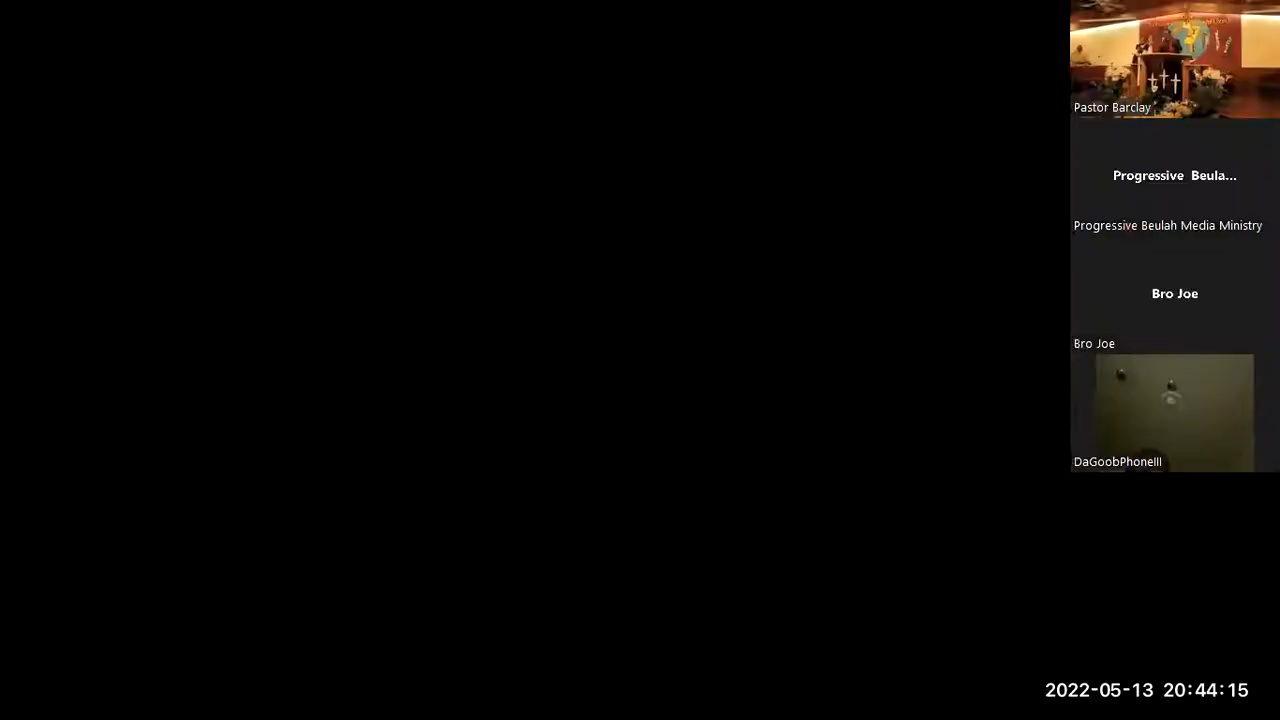 Pastor Barclay
Progressive Beula...
Progressive Beulah Media Ministry
Bro Joe
Bro Joe
DaGoobPhoneIII
2022-05-13 20:44:15